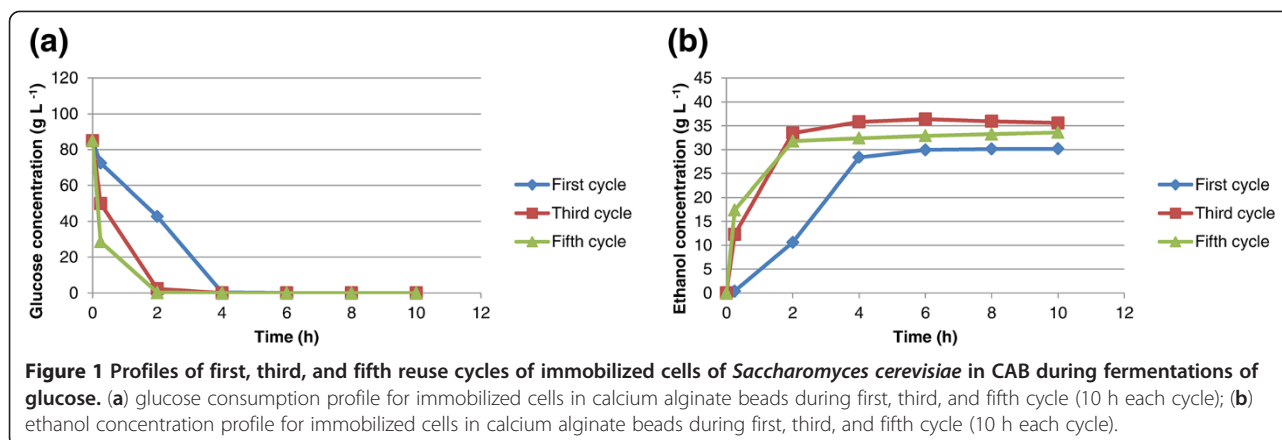 (a)
120
100
80
60
40
20
0
Glucose concentration (g L -1)
0 2 4 6 8 10 12
Time (h)
First cycle
Third cycle
Fifth cycle
(b)
45
40
35
30
25
20
15
10
5
0
Ethanol concentration (g L -1)
0 2 4 6 8 10 12
Time (h)
First cycle
Third cycle
Fifth cycle
Figure 1 Profiles of first, third, and fifth reuse cycles of immobilized cells of Saccharomyces cerevisiae in CAB during fermentations of
glucose. (a) glucose consumption profile for immobilized cells in calcium alginate beads during first, third, and fifth cycle (10 h each cycle); (b)
ethanol concentration profile for immobilized cells in calcium alginate beads during first, third, and fifth cycle (10 h each cycle).